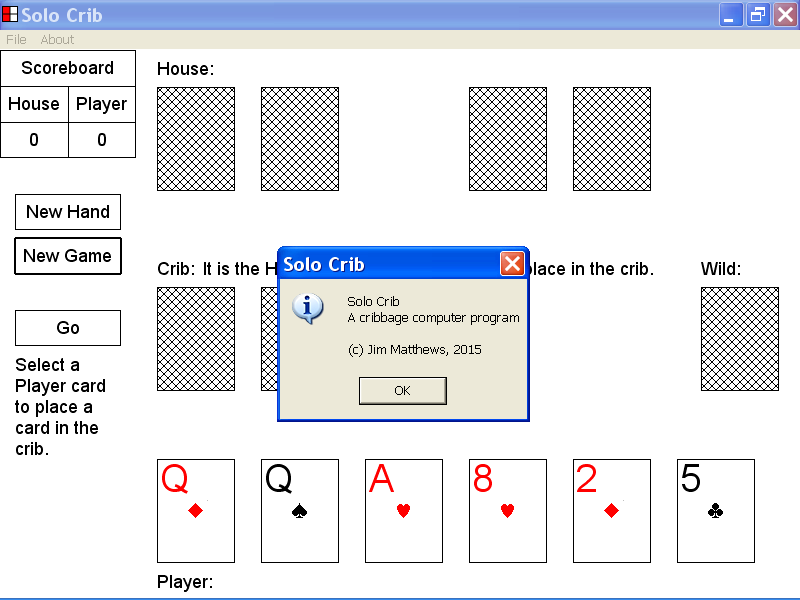 Solo Crib
File About
Scoreboard
House Player
0 0
New Hand
New Game
Go
Select a
Player card
to place a
card in the
crib.
House:
Crib: It is the H
lace in the crib.
Wild:
Solo Crib
Solo Crib
A cribbage computer program
(c) Jim Matthews, 2015
OK
Q Q A 8 2 5
Player: